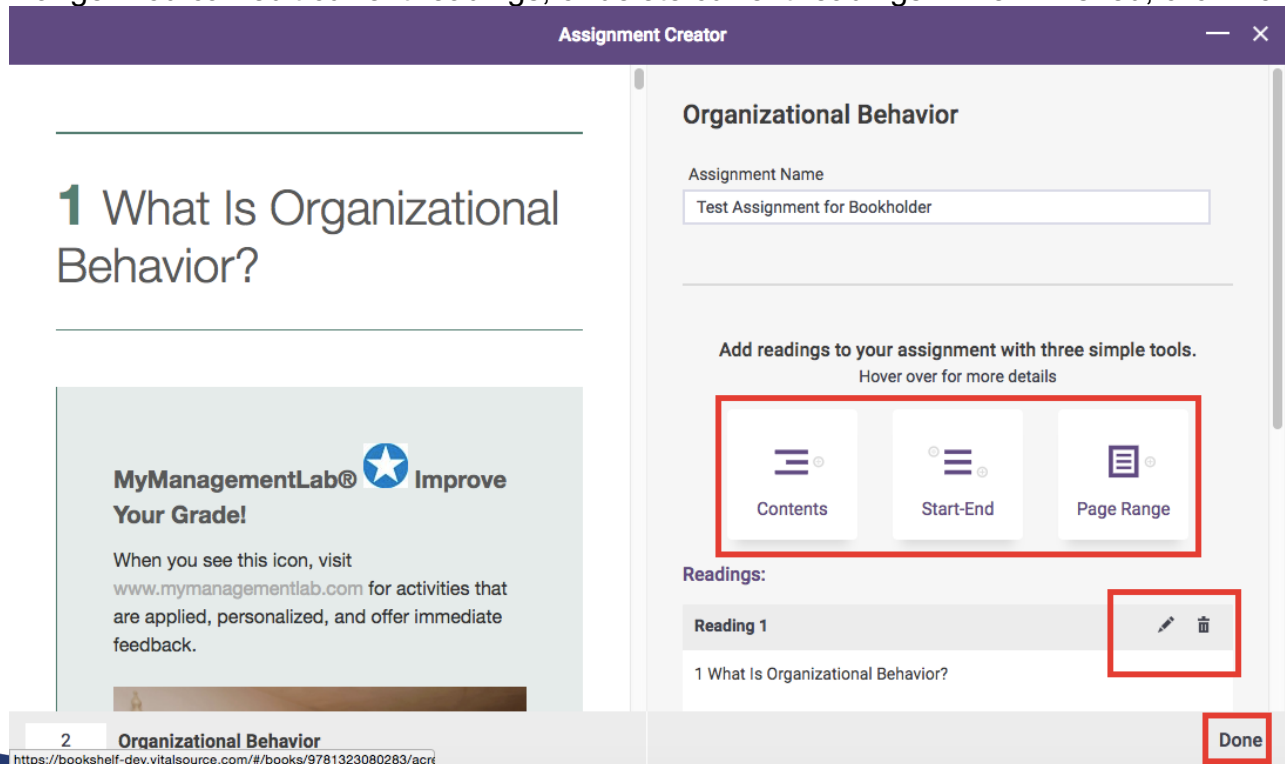 Assignment Creator
1 What Is Organizational
Behavior?
MyManagementLab® Improve
Your Grade!
When you see this icon, visit
www.mymanagementlab.com for activities that
are applied, personalized, and offer immediate
feedback.
2 Organizational Behavior
https://bookshelf-dev.vitalsource.com/#/books/9781323080283/acre
Organizational Behavior
Assignment Name
Test Assignment for Bookholder
Add readings to your assignment with three simple tools.
Hover over for more details
Contents
Start-End
Page Range
Readings:
Reading 1
1 What Is Organizational Behavior?
Done